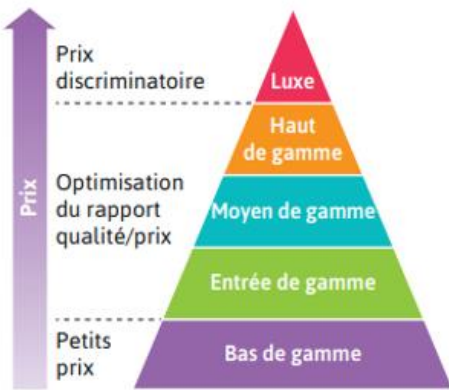 Prix
Prix
discriminatoire
Luxe
Haut
de gamme
Optimisation
du rapport
qualité/prix
Moyen de gamme
Entrée de gamme
Petits
prix
Bas de gamme